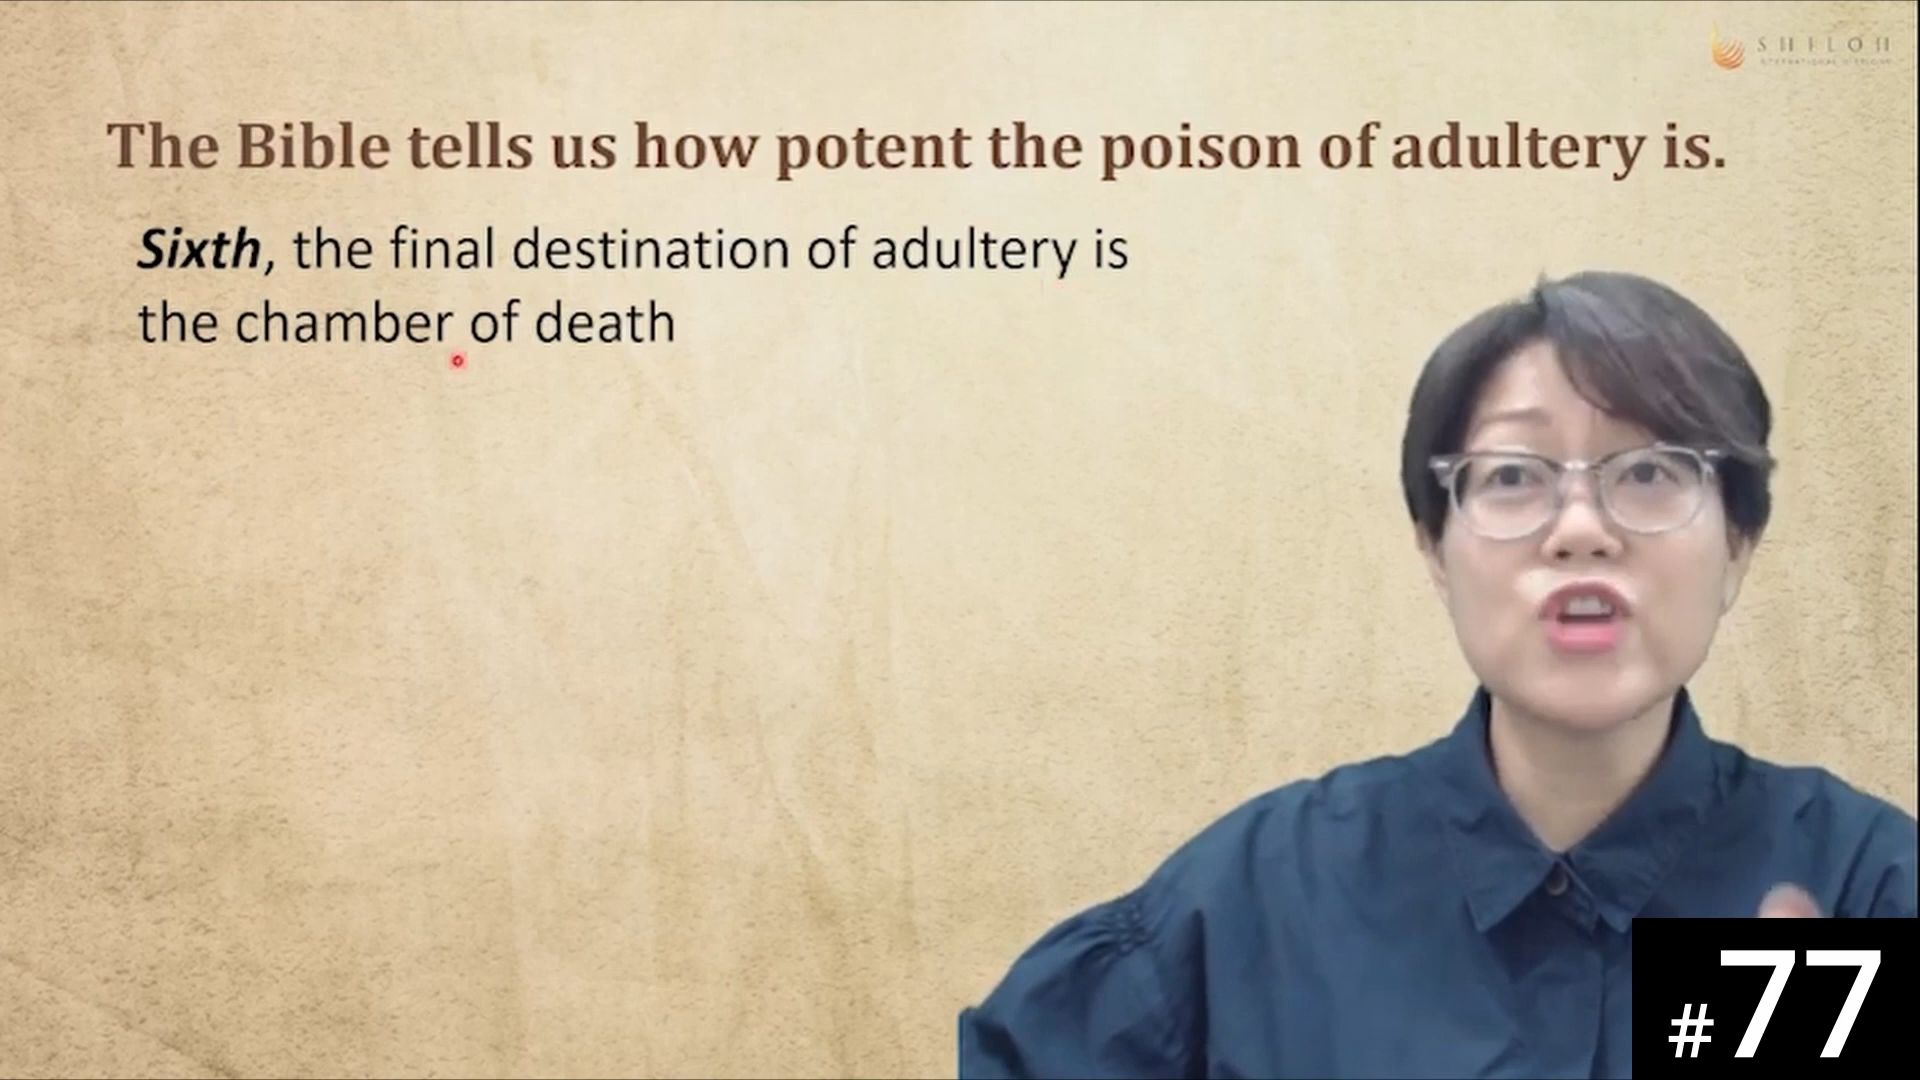 SHILOH
The Bible tells us how potent the poison of adultery is.
Sixth, the final destination of adultery is
the chamber of death
#77